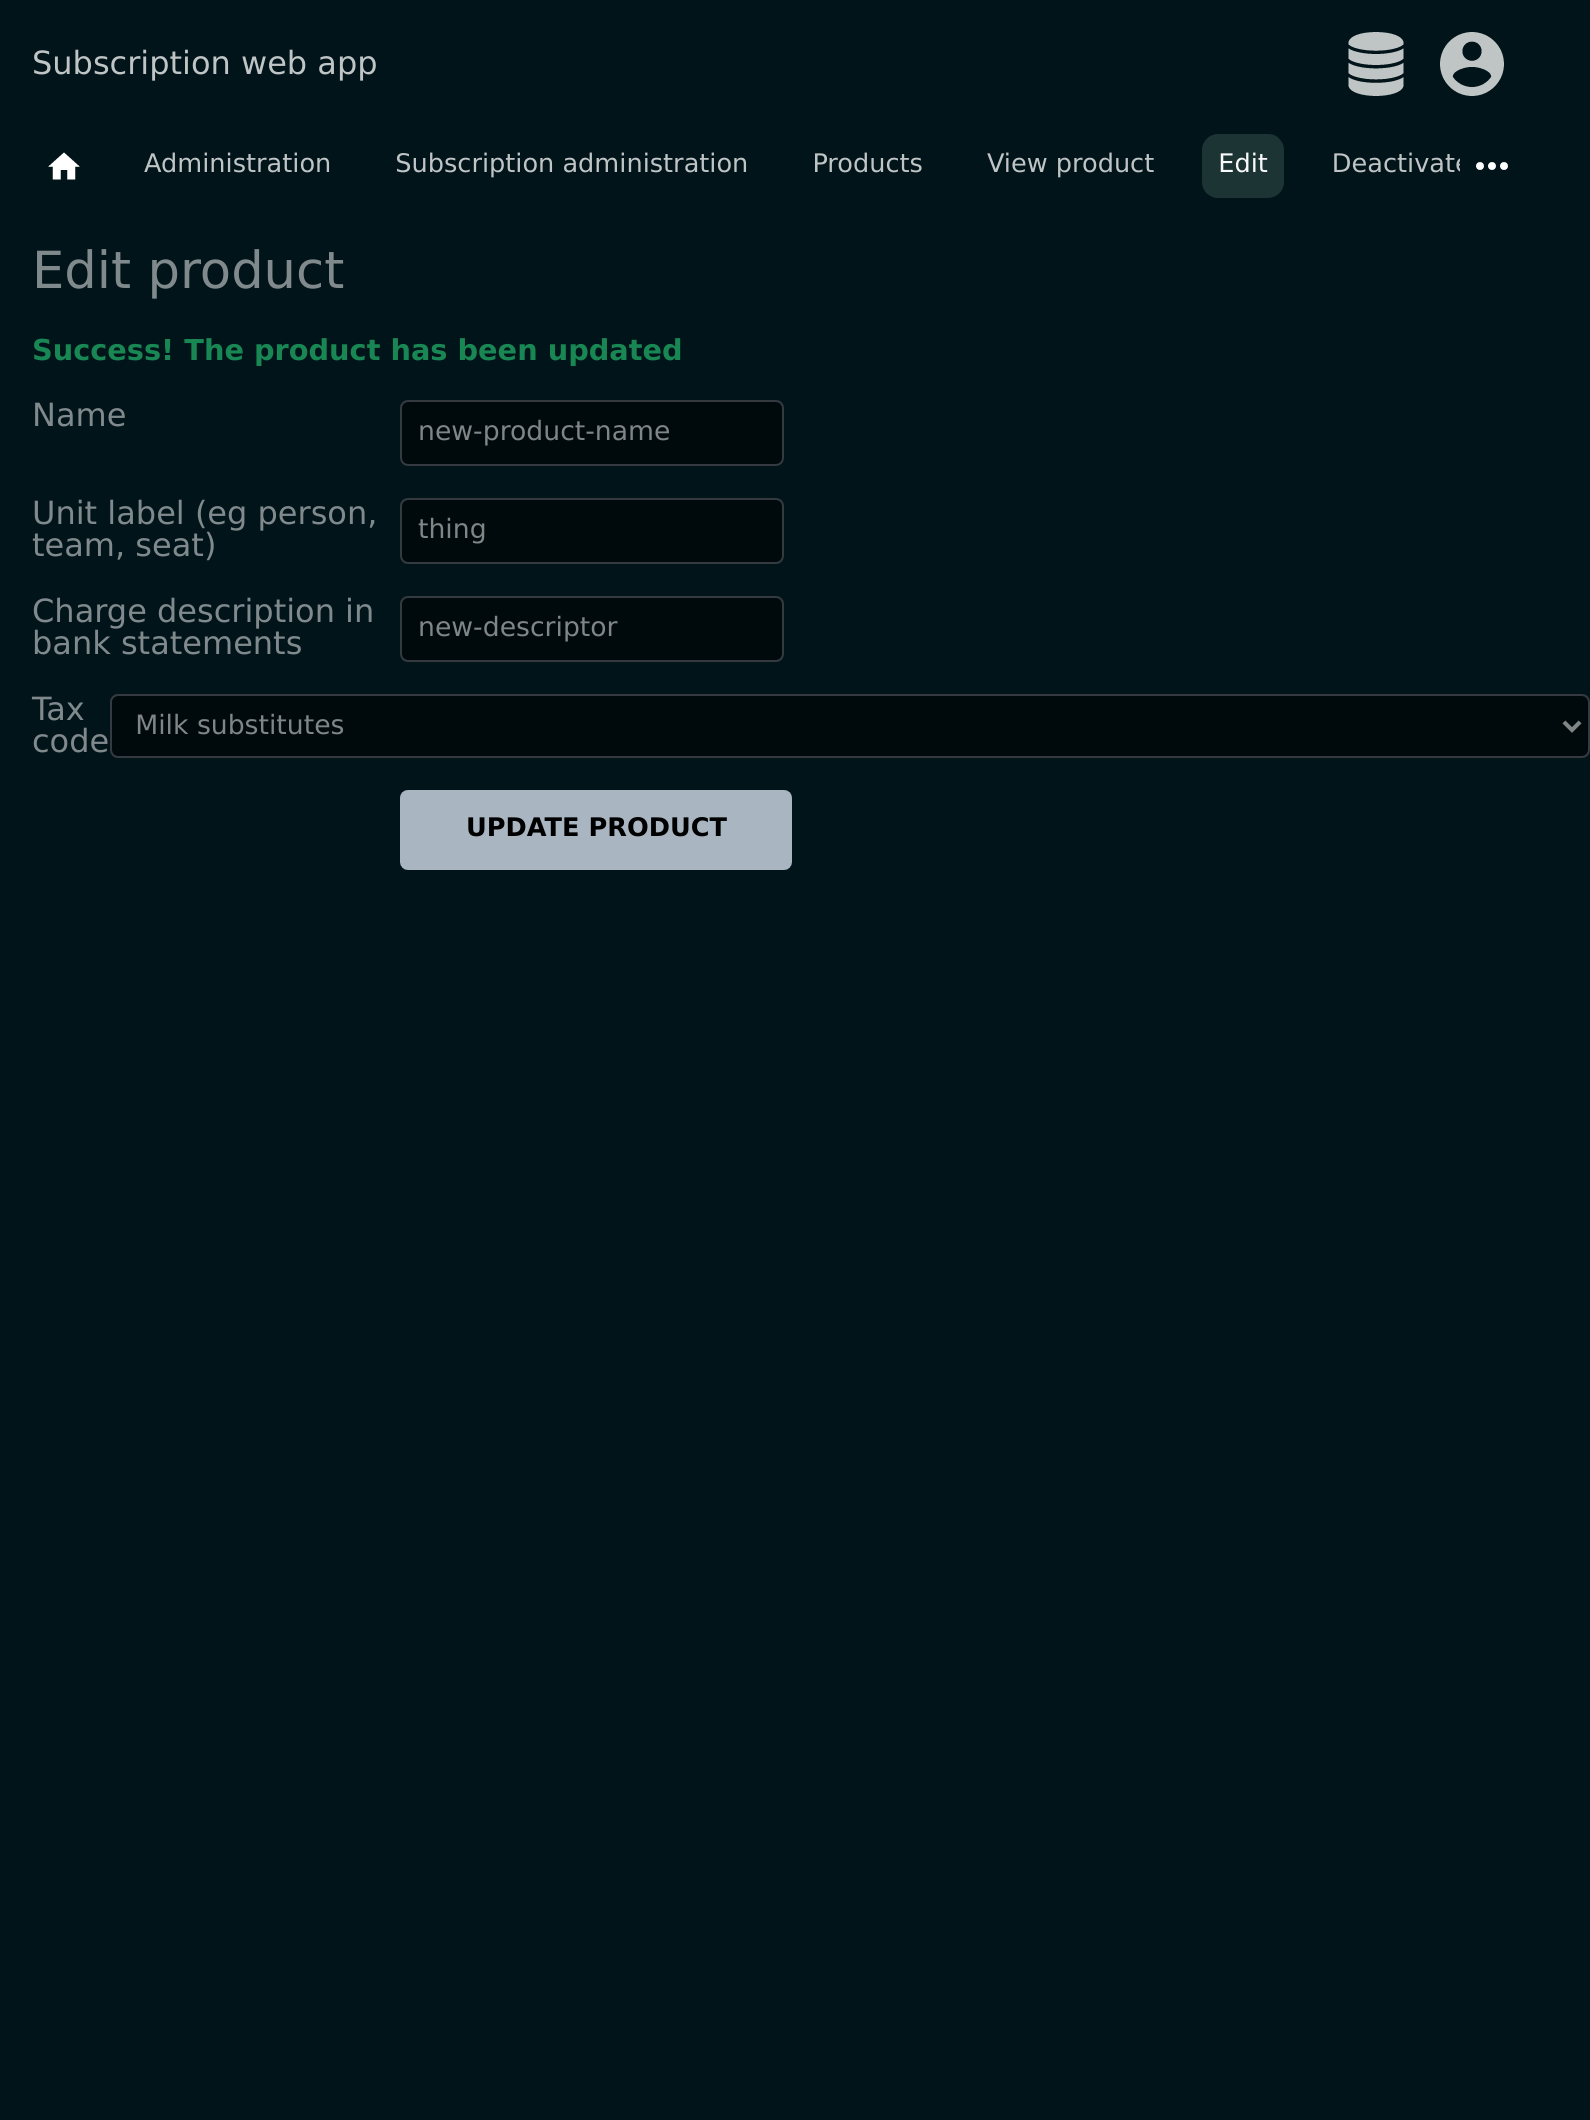 Subscription web app
Administration Subscription administration Products View product Edit Deactivate
Edit product
Success! The product has been updated
Name
new-product-name
Unit label (eg person,
team, seat)
thing
Charge description in
bank statements
new-descriptor
Tax
code
Milk substitutes
UPDATE PRODUCT